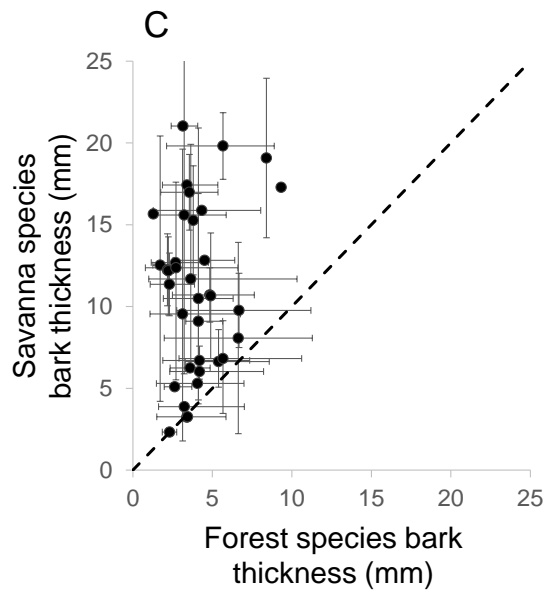 C
25
20
15
10
5
0
Savanna species
bark thickness (mm)
0 5 10 15 20 25
Forest species bark
thickness (mm)